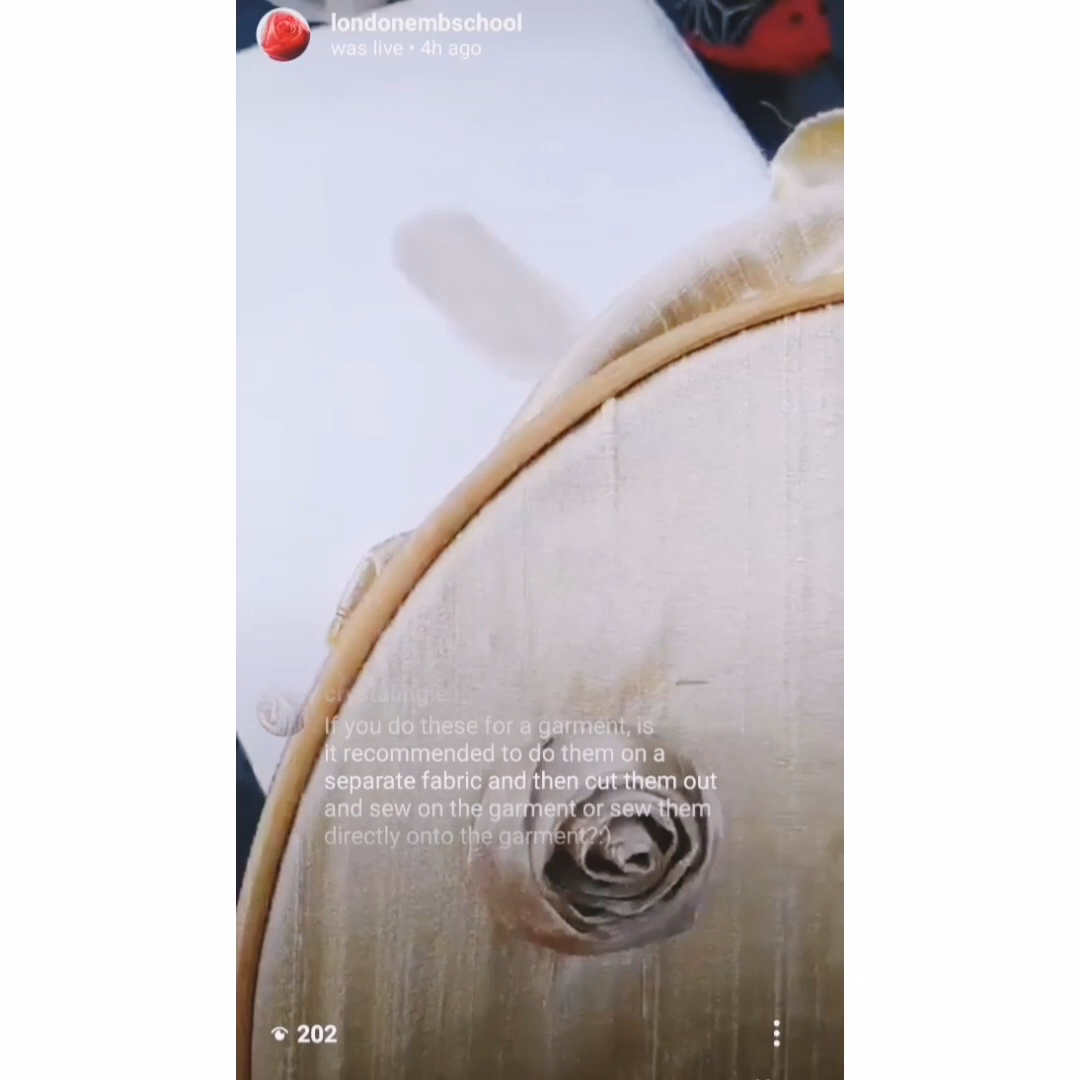 londonembschool
was live • 4h ago
If you do these for a garment, is
it recommended to do them on a
separate fabric and then cut them out
and sew on the garment or sew them
directly onto the garment?:)
202